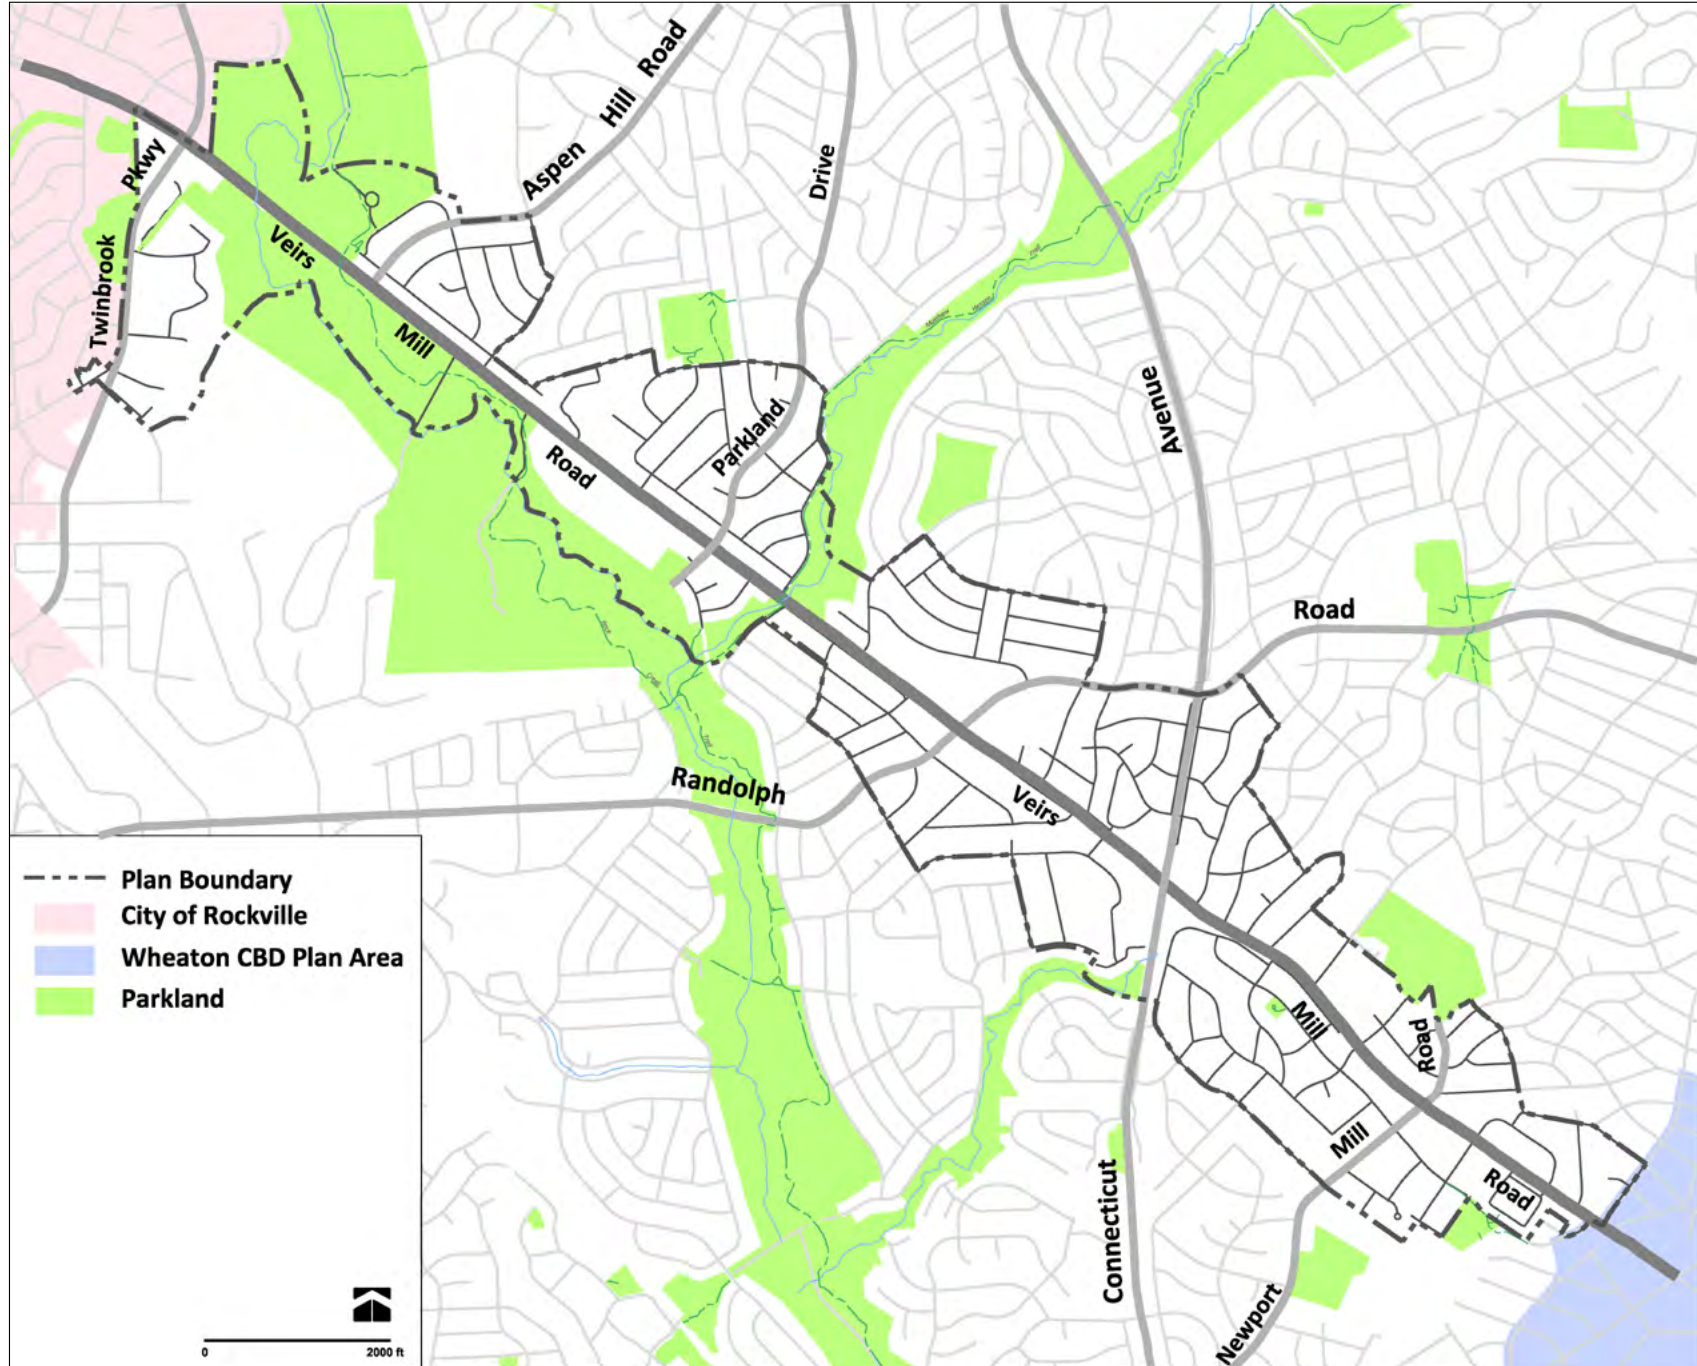 Aspen Hill Road
Drive
Pkwy
Twinbrook
Veirs
Mill
Road
Parkland
Avenue
Road
Randolph
Veirs
Mill
Road
Mill
Road
Connecticut
Newport
Plan Boundary
City of Rockville
Wheaton CBD Plan Area
Parkland
0 2000 ft